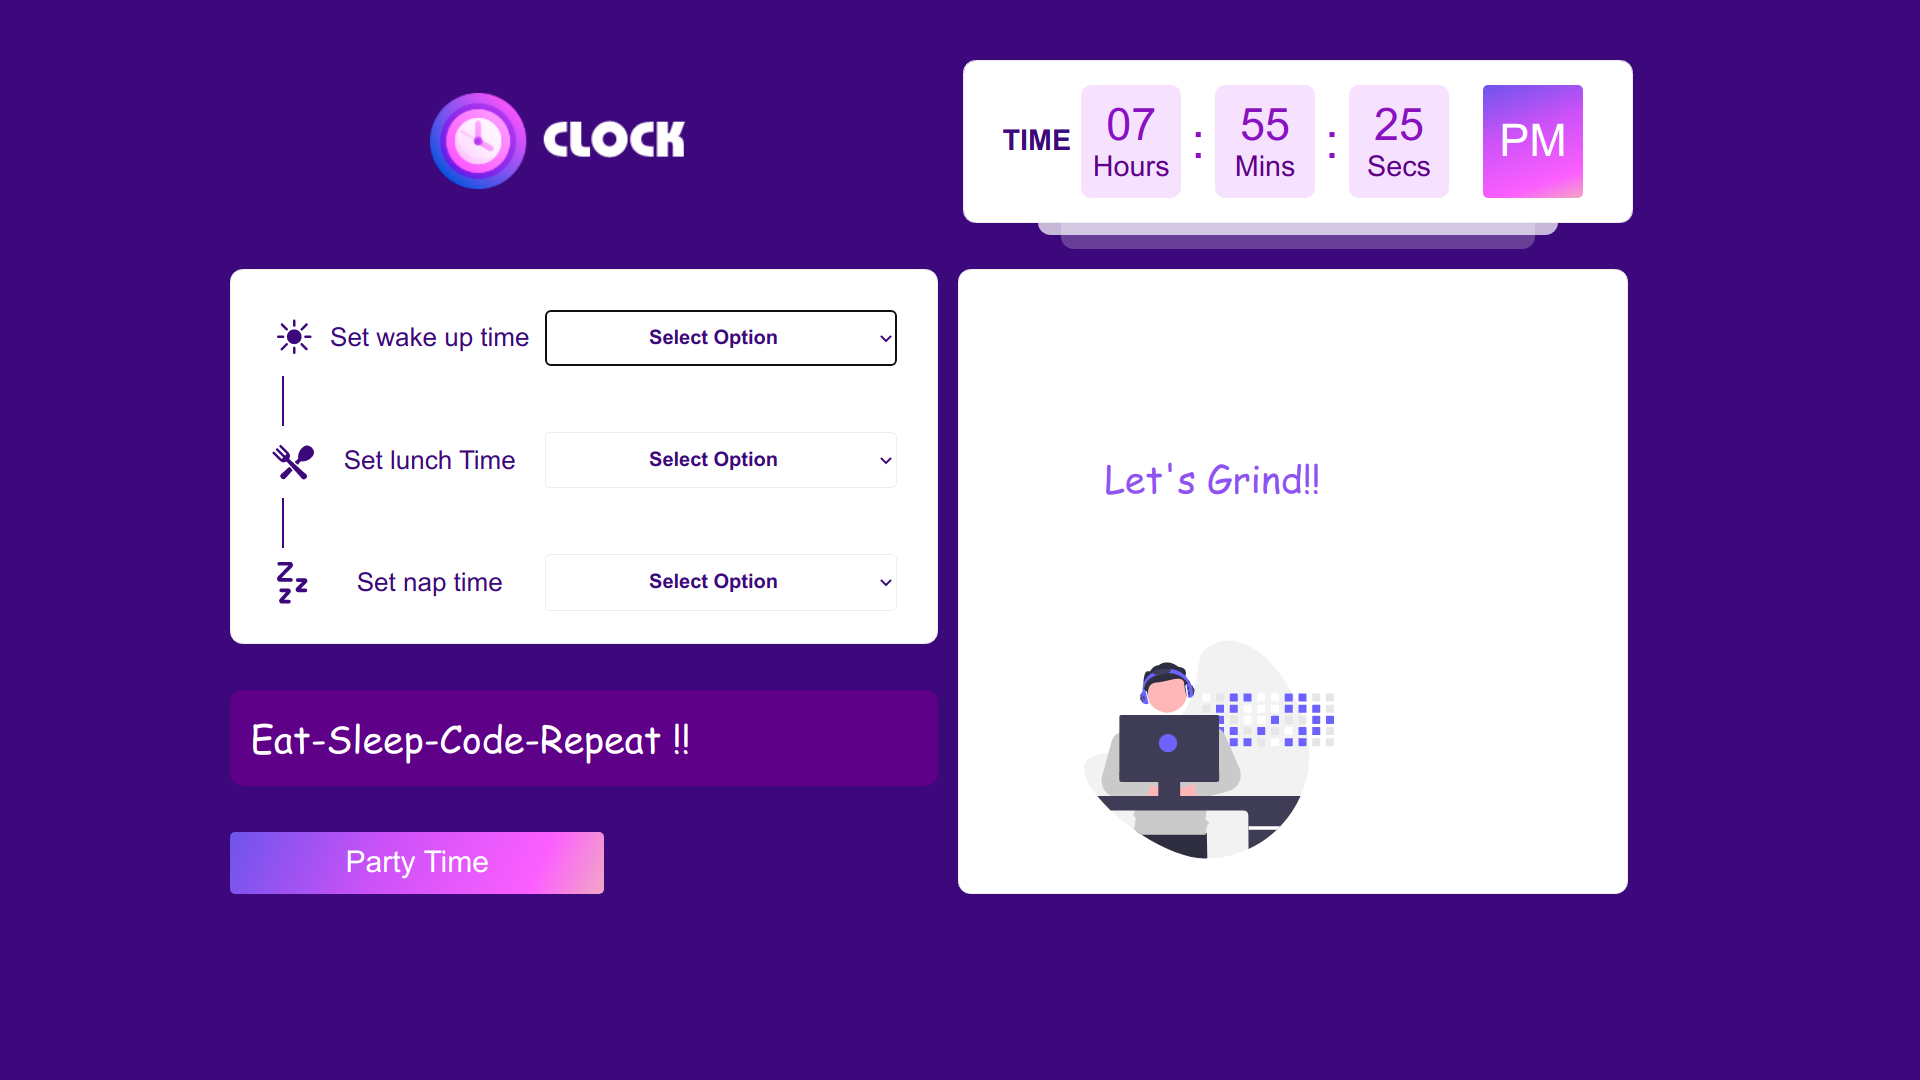 CLOCK
TIME
07 : 55 : 25 PM
Hours Mins Secs
Set wake up time Select Option
Set lunch Time Select Option
Set nap time Select Option
Let's Grind!!
Eat-Sleep-Code-Repeat !!
Party Time